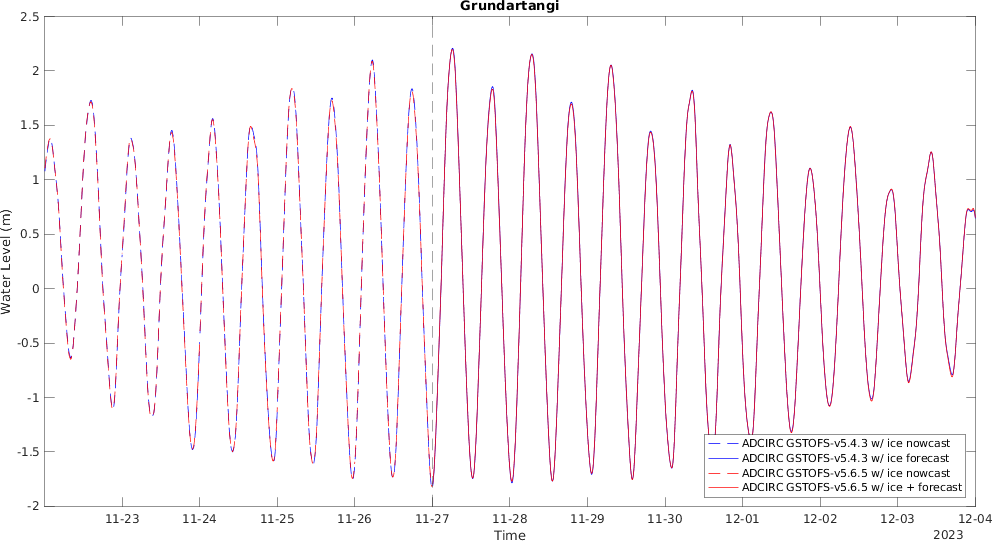 Grundartangi
2.5
2
1.5
1
0.5
0
-0.5
-1
-1.5
-2
Water Level (m)
11-23 11-24 11-25 11-26 11-27 11-28 11-29 11-30 12-01 12-02 12-03 12-04
Time
2023
ADCIRC GSTOFS-v5.4.3 w/ ice nowcast
ADCIRC GSTOFS-v5.4.3 w/ ice forecast
ADCIRC GSTOFS-v5.6.5 w/ ice nowcast
ADCIRC GSTOFS-v5.6.5 w/ ice + forecast